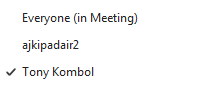 Everyone (in Meeting)
ajkipadair2
Tony Kombol